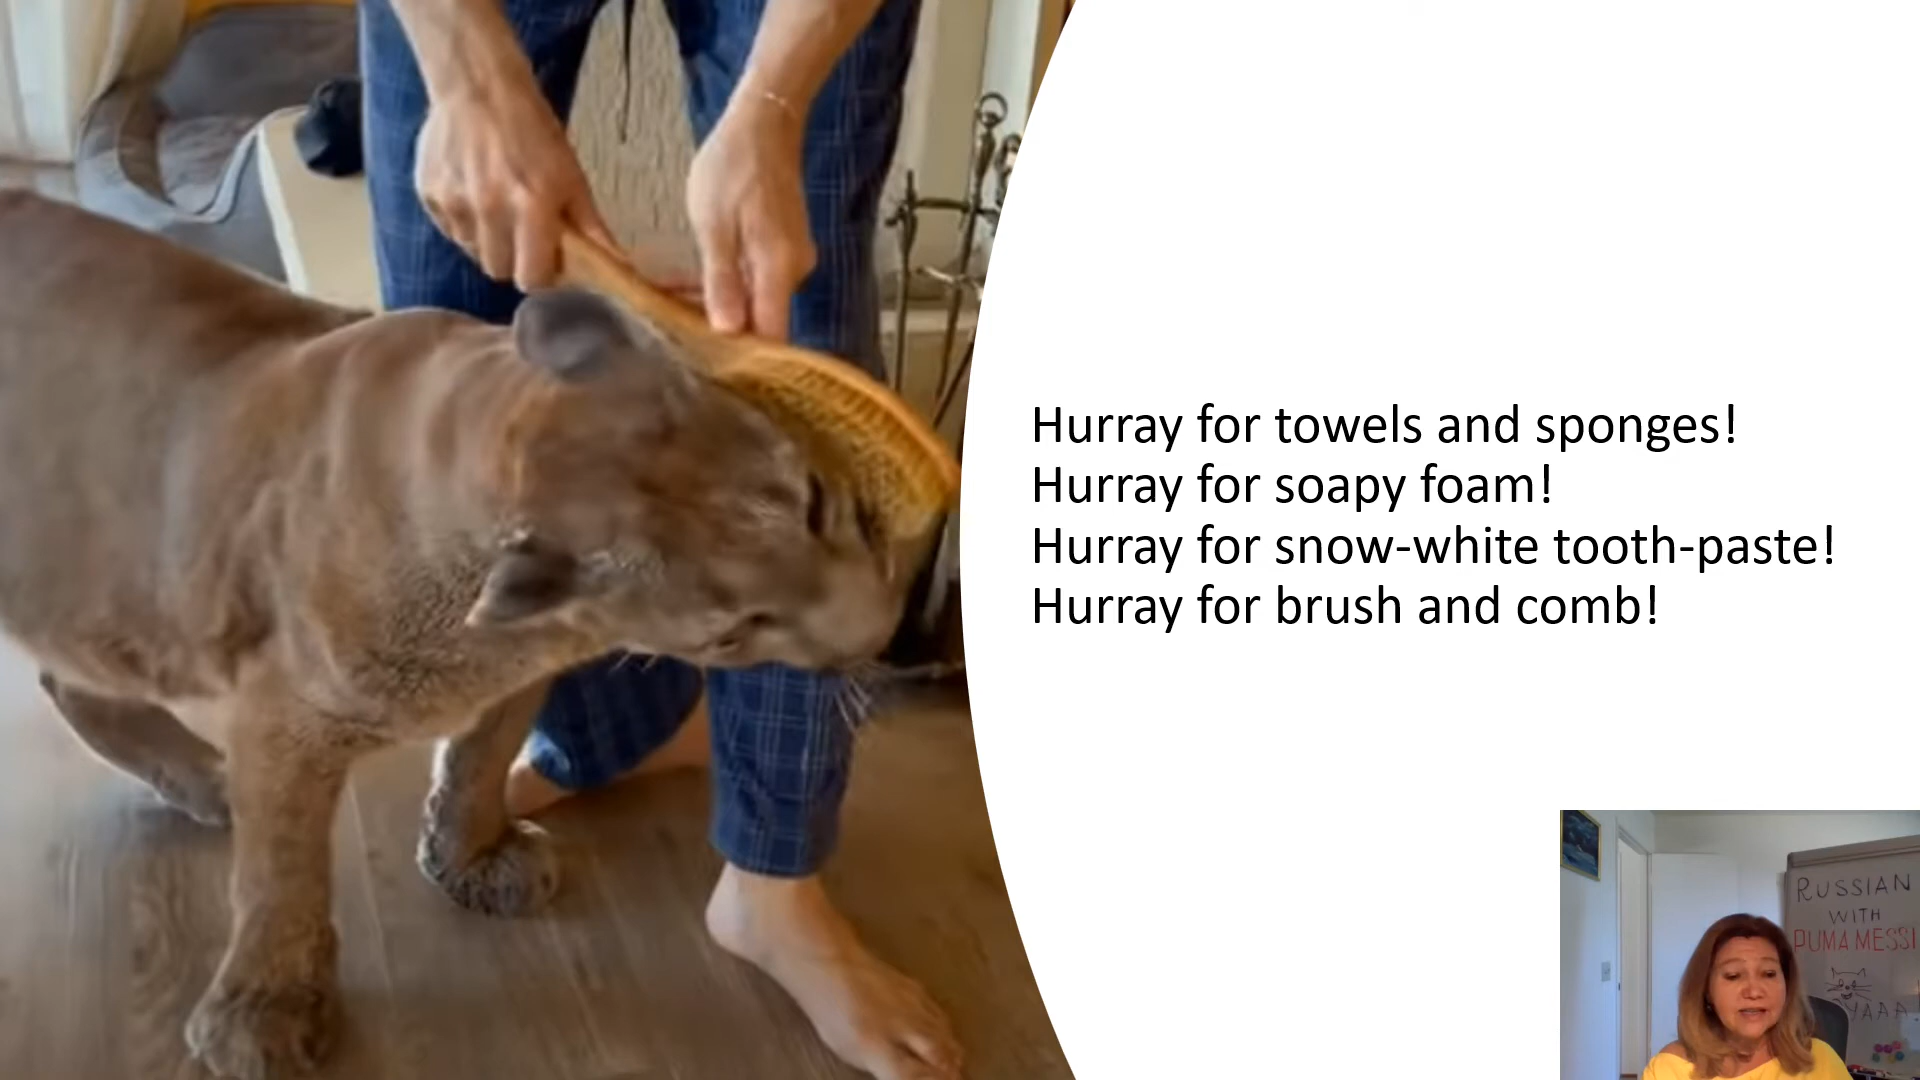 Hurray for towels and sponges!
Hurray for soapy foam!
Hurray for snow-white tooth-paste!
Hurray for brush and comb!
RUSSIAN
WITH
PUMA MESSI
YAAA